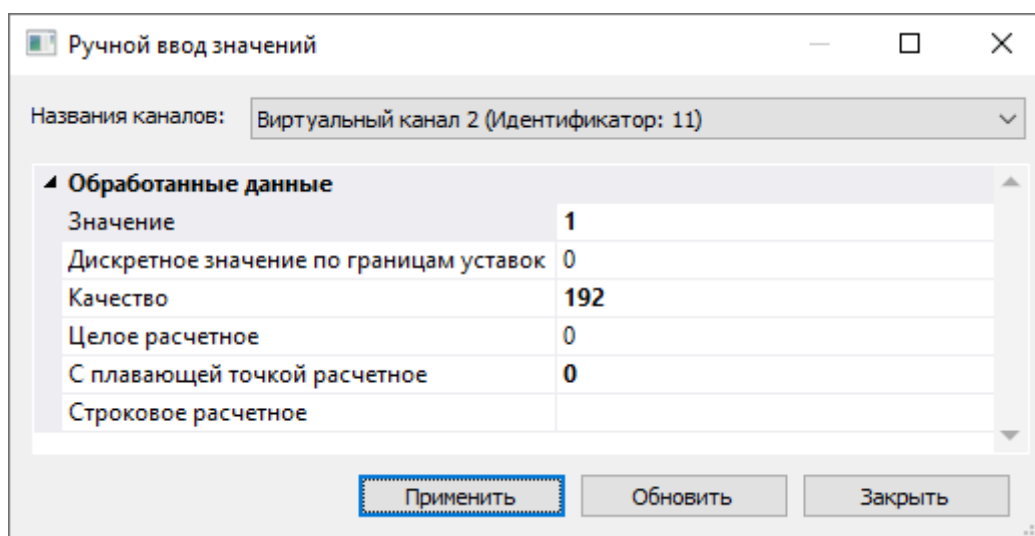 Ручной ввод значений
Названия каналов: Виртуальный канал 2 (Идентификатор: 11)
Обработанные данные
Значение 1
Дискретное значение по границам уставок 0
Качество 192
Целое расчетное 0
С плавающей точкой расчетное 0
Строковое расчетное
Применить Обновить Закрыть